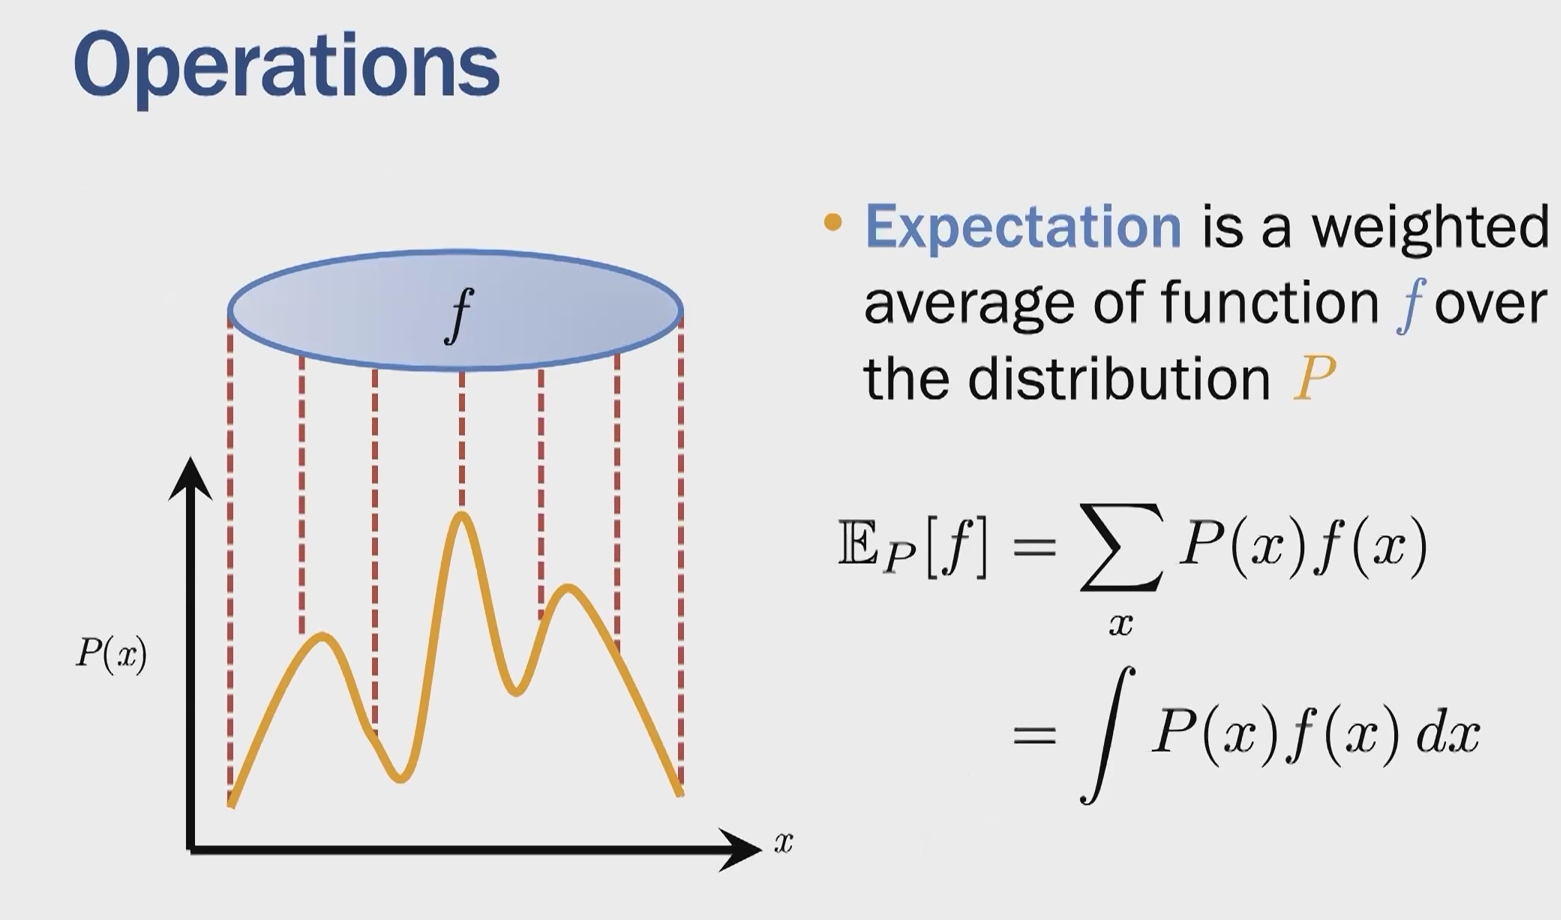 Operations
• Expectation is a weighted
average of function f over
the distribution P
f
P(x)
x
𝔼_P[f] = ∑_x P(x)f(x)
= ∫ P(x)f(x) dx